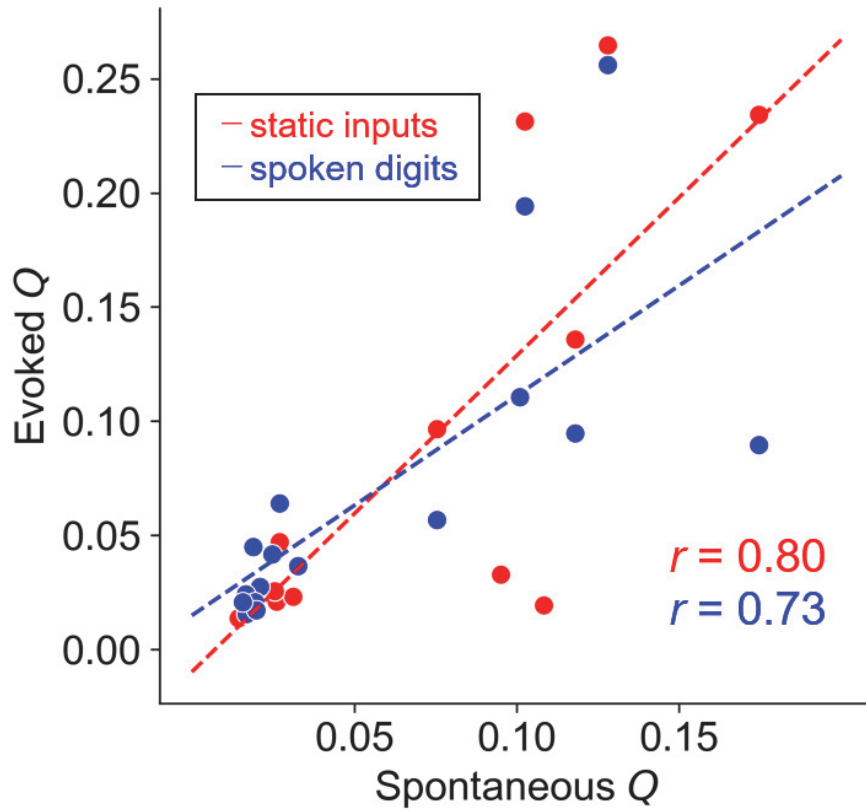 0.25
0.20
0.15
0.10
0.05
0.00
Evoked Q
static inputs
spoken digits
r = 0.80
r = 0.73
0.05 0.10 0.15
Spontaneous Q